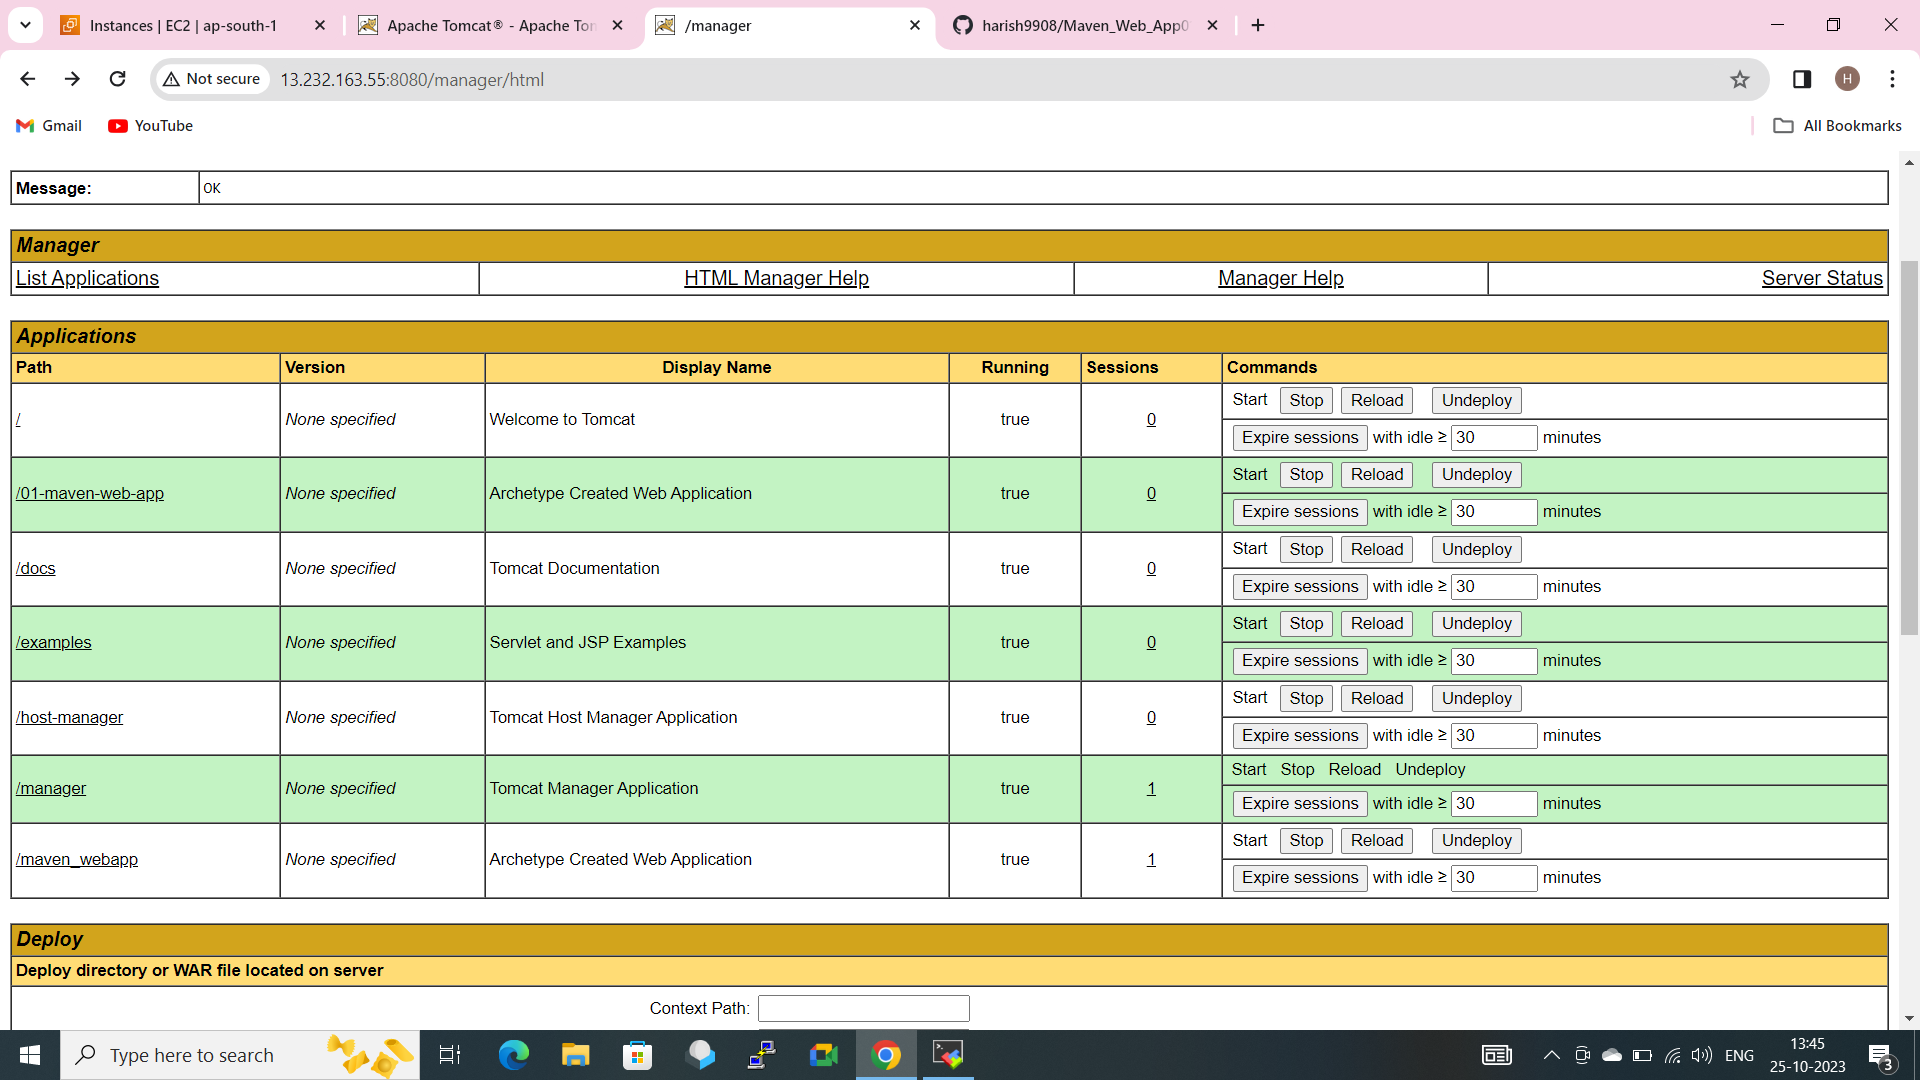 Instances | EC2 | ap-south-1
Apache Tomcat® - Apache Ton
/manager
harish9908/Maven_Web_App0
Not secure
13.232.163.55:8080/manager/html
H
Gmail
YouTube
All Bookmarks
Message:
OK
Manager
List Applications
HTML Manager Help
Manager Help
Server Status
Applications
Path Version Display Name Running Sessions Commands
/ None specified Welcome to Tomcat true 0
Start Stop Reload Undeploy
Expire sessions with idle ≥ 30 minutes
/01-maven-web-app None specified Archetype Created Web Application true 0
Start Stop Reload Undeploy
Expire sessions with idle ≥ 30 minutes
/docs None specified Tomcat Documentation true 0
Start Stop Reload Undeploy
Expire sessions with idle ≥ 30 minutes
/examples None specified Servlet and JSP Examples true 0
Start Stop Reload Undeploy
Expire sessions with idle ≥ 30 minutes
/host-manager None specified Tomcat Host Manager Application true 0
Start Stop Reload Undeploy
Expire sessions with idle ≥ 30 minutes
/manager None specified Tomcat Manager Application true 1
Start Stop Reload Undeploy
Expire sessions with idle ≥ 30 minutes
/maven_webapp None specified Archetype Created Web Application true 1
Start Stop Reload Undeploy
Expire sessions with idle ≥ 30 minutes
Deploy
Deploy directory or WAR file located on server
Context Path:
Type here to search
ENG
13:45
25-10-2023
3